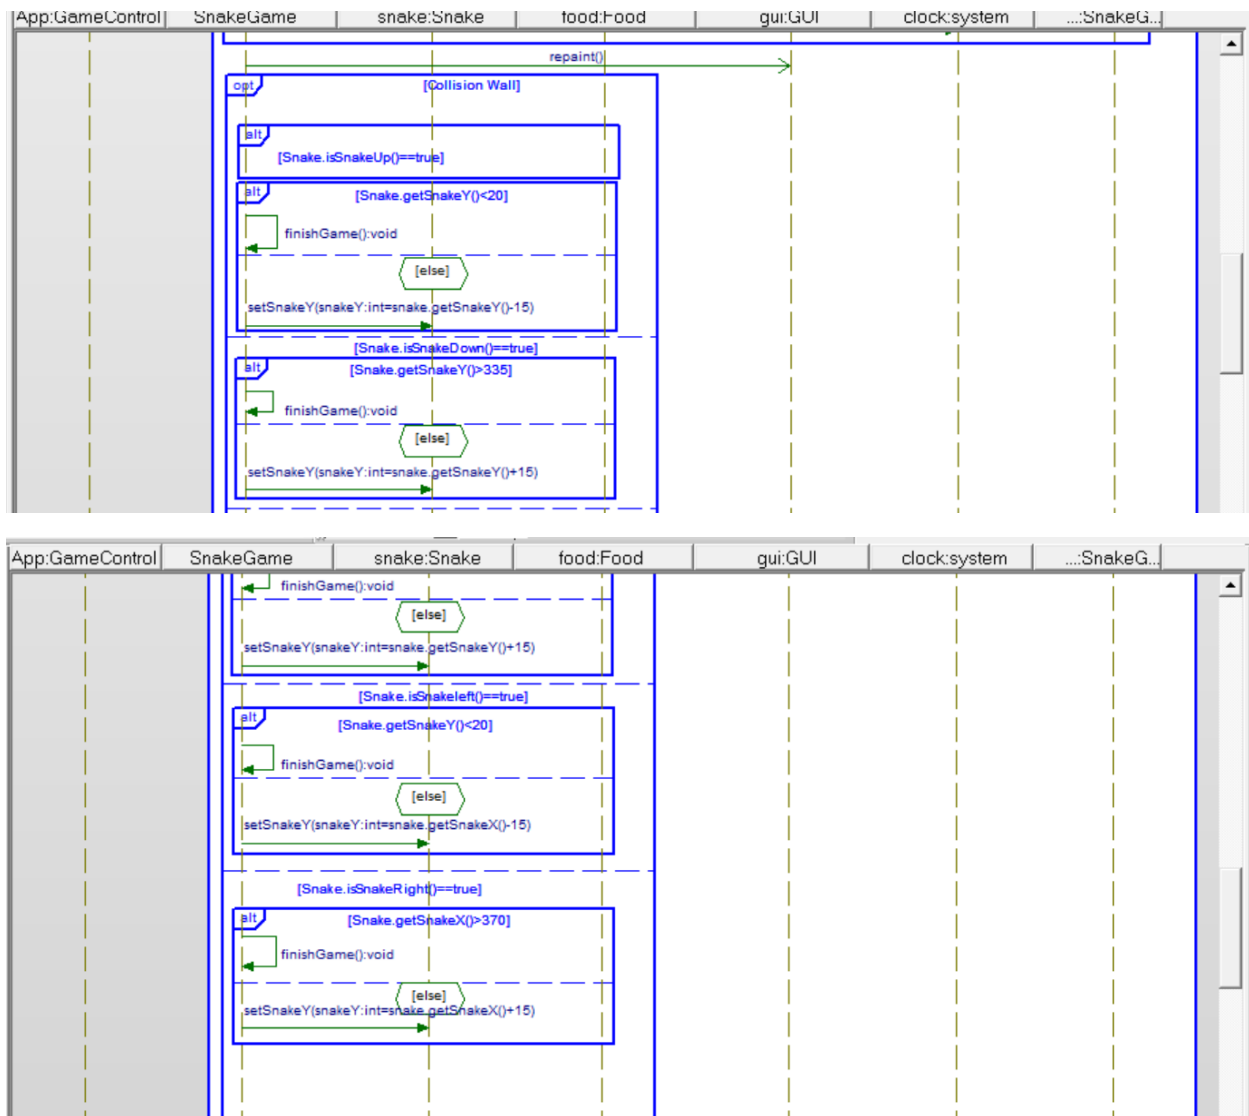 App:GameControl SnakeGame snake:Snake food:Food gui:GUI clock:system ...:SnakeG...
repaint()
opt [Collision Wall]
alt
[Snake.isSnakeUp()==true]
alt [Snake.getSnakeY()<20]
finishGame():void
[else]
setSnakeY(snakeY:int=snake.getSnakeY()-15)
[Snake.isSnakeDown()==true]
alt [Snake.getSnakeY()>335]
finishGame():void
[else]
setSnakeY(snakeY:int=snake.getSnakeY()+15)
App:GameControl SnakeGame snake:Snake food:Food gui:GUI clock:system ...:SnakeG...
finishGame():void
[else]
setSnakeY(snakeY:int=snake.getSnakeY()+15)
[Snake.isSnakeleft()==true]
alt [Snake.getSnakeY()<20]
finishGame():void
[else]
setSnakeY(snakeY:int=snake.getSnakeX()-15)
[Snake.isSnakeRight()==true]
alt [Snake.getSnakeX()>370]
finishGame():void
[else]
setSnakeY(snakeY:int=snake.getSnakeX()+15)